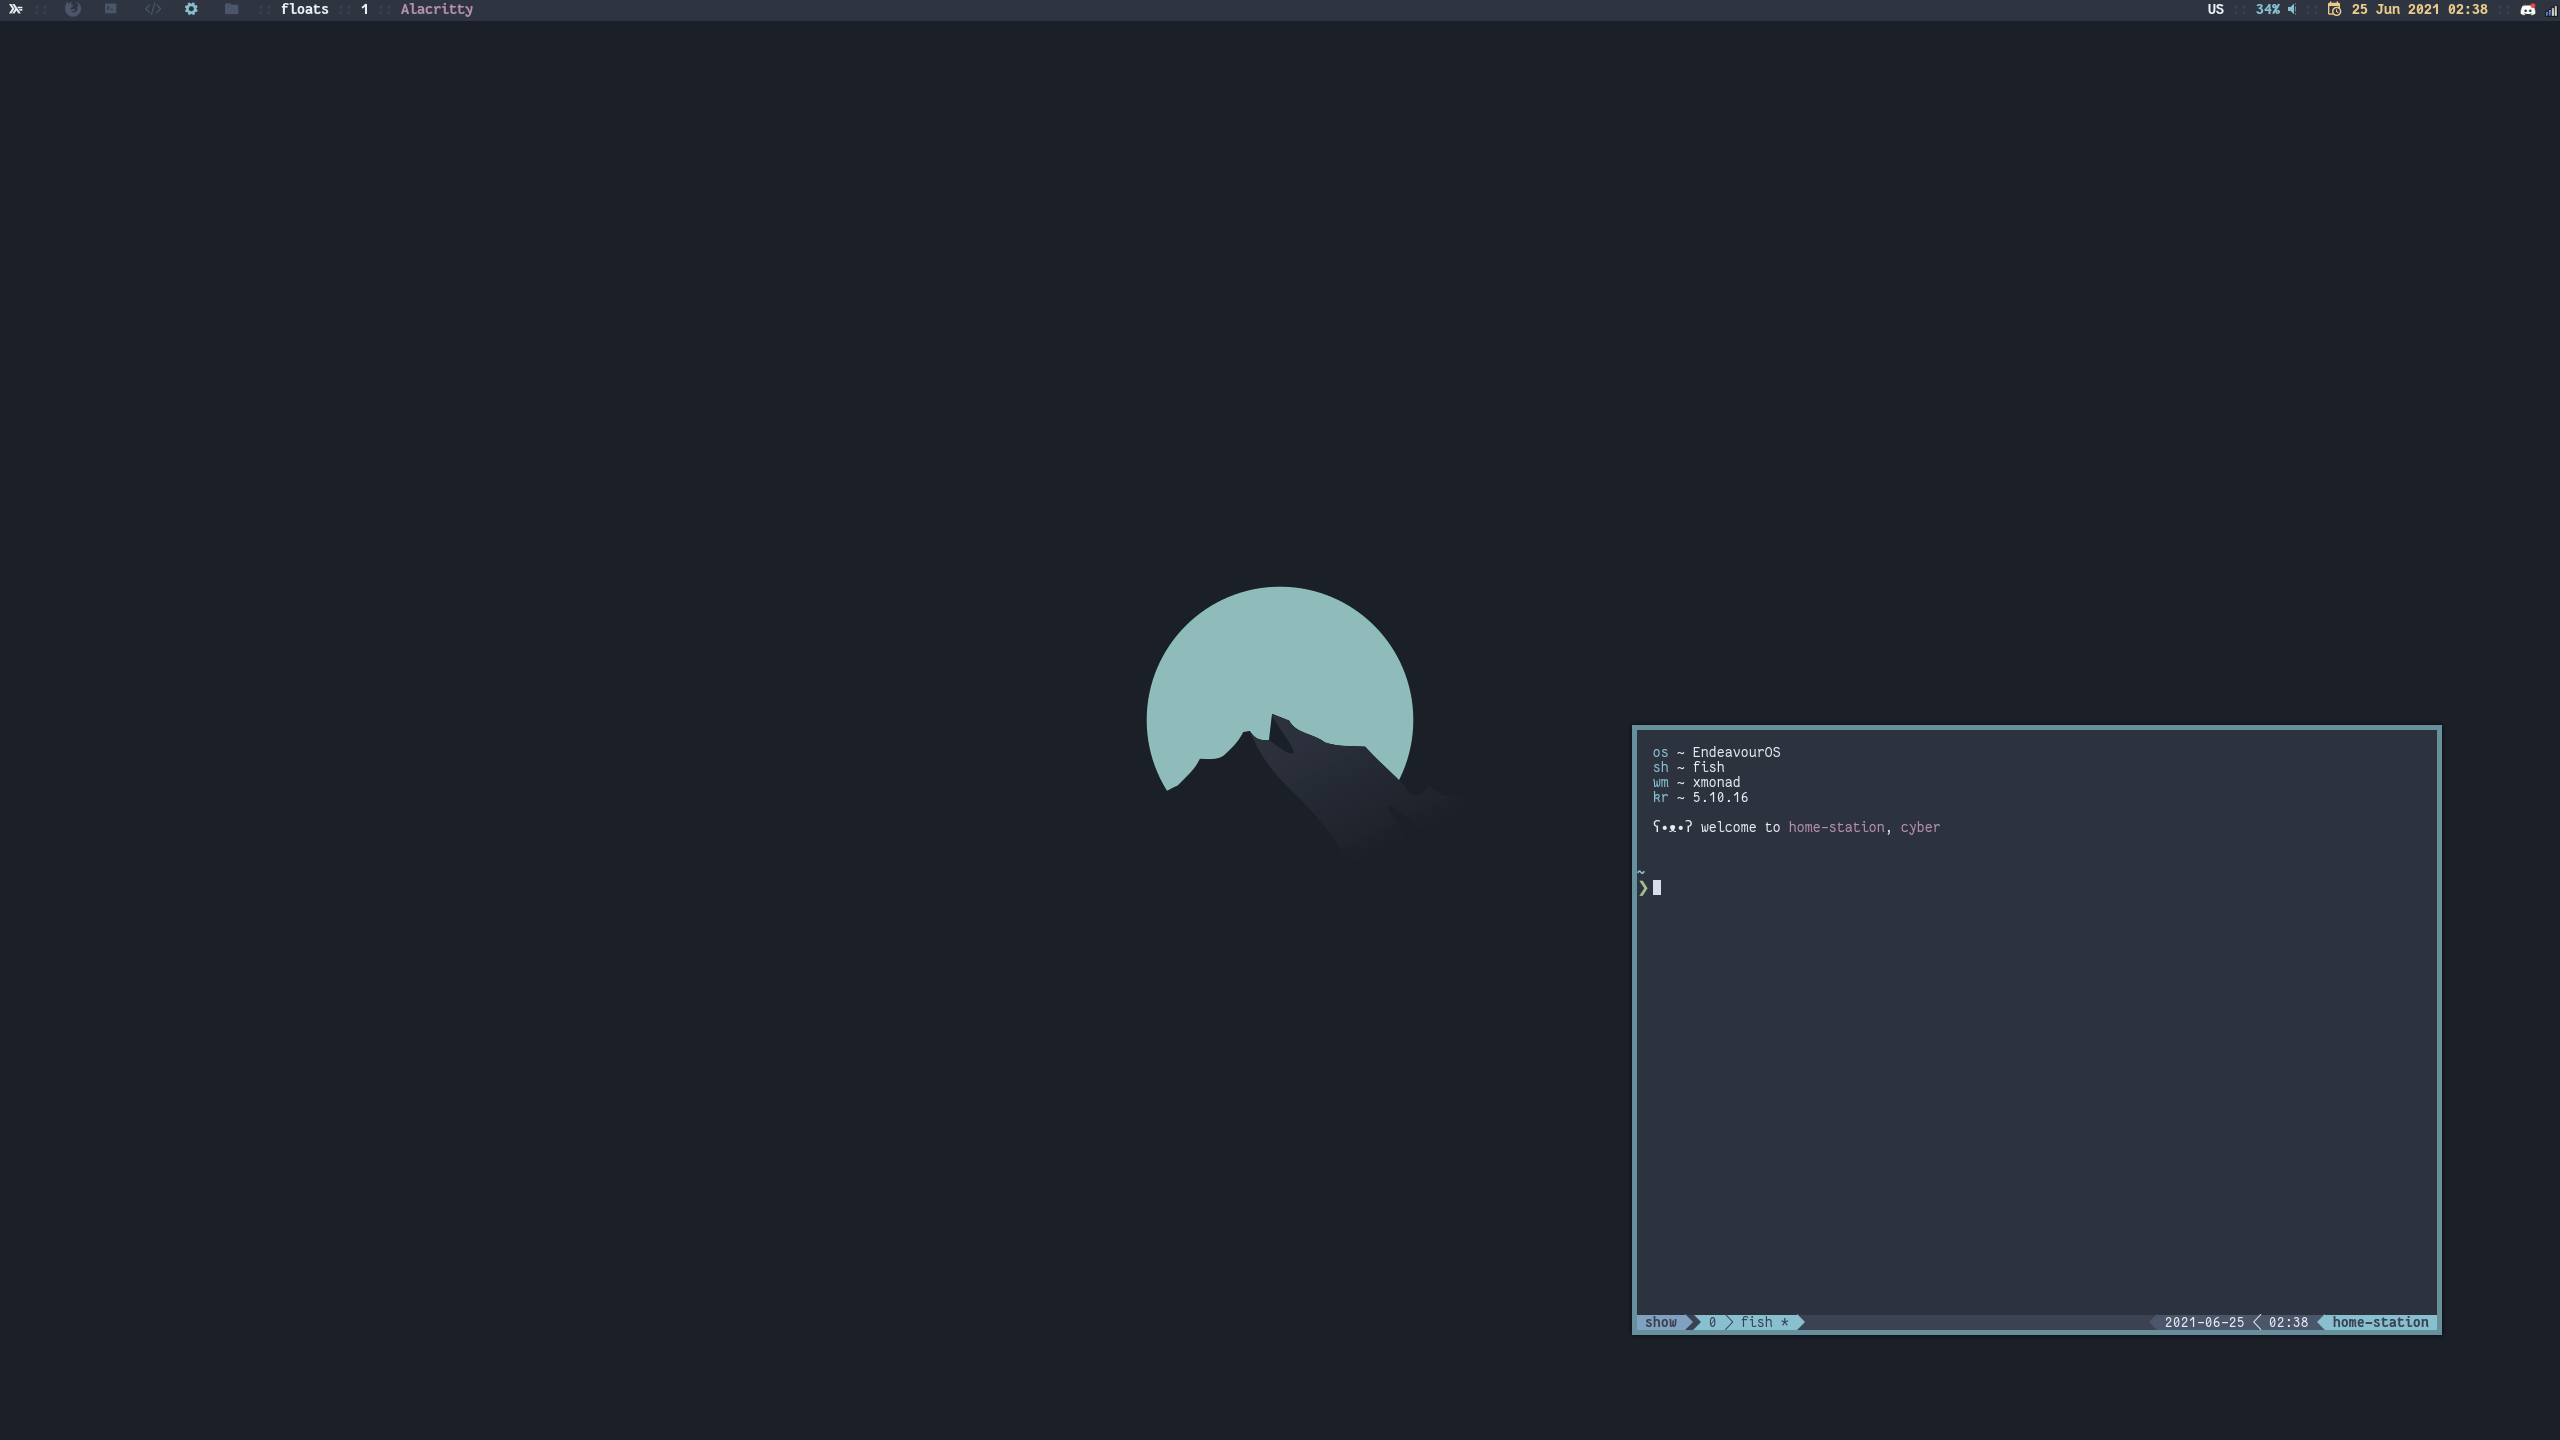 floats :: 1 :: Alacritty
US :: 34% :: 25 Jun 2021 02:38 ::
os ~ EndeavourOS
sh ~ fish
wm ~ xmonad
kr ~ 5.10.16
ʕ•ᴥ•ʔ welcome to home-station, cyber
~
❯
show 0 fish * 2021-06-25 02:38 home-station